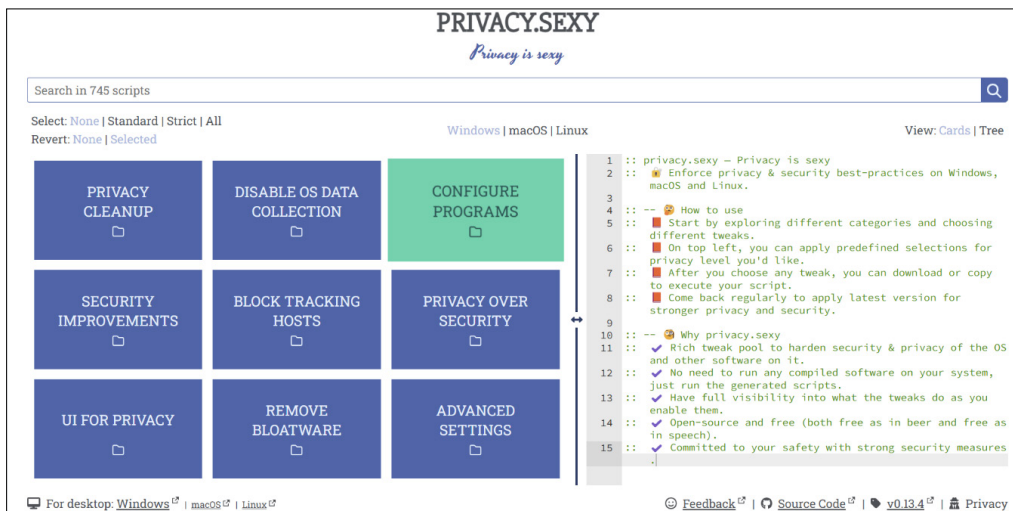 PRIVACY.SEXY
Privacy is sexy
Search in 745 scripts
Select: None | Standard | Strict | All
Revert: None | Selected
Windows | macOS | Linux
View: Cards | Tree
PRIVACY
CLEANUP
DISABLE OS DATA
COLLECTION
CONFIGURE
PROGRAMS
SECURITY
IMPROVEMENTS
BLOCK TRACKING
HOSTS
PRIVACY OVER
SECURITY
UI FOR PRIVACY
REMOVE
BLOATWARE
ADVANCED
SETTINGS
1 :: privacy.sexy — Privacy is sexy
2 :: 🔐 Enforce privacy & security best-practices on Windows,
macOS and Linux.
3
4 :: -- 🤔 How to use
5 :: 📕 Start by exploring different categories and choosing
different tweaks.
6 :: 📕 On top left, you can apply predefined selections for
privacy level you'd like.
7 :: 📕 After you choose any tweak, you can download or copy
to execute your script.
8 :: 📕 Come back regularly to apply latest version for
stronger privacy and security.
9
10 :: -- 🧐 Why privacy.sexy
11 :: ✔ Rich tweak pool to harden security & privacy of the OS
and other software on it.
12 :: ✔ No need to run any compiled software on your system,
just run the generated scripts.
13 :: ✔ Have full visibility into what the tweaks do as you
enable them.
14 :: ✔ Open-source and free (both free as in beer and free as
in speech).
15 :: ✔ Committed to your safety with strong security measures
.
For desktop: Windows | macOS | Linux
Feedback | Source Code | v0.13.4 | Privacy